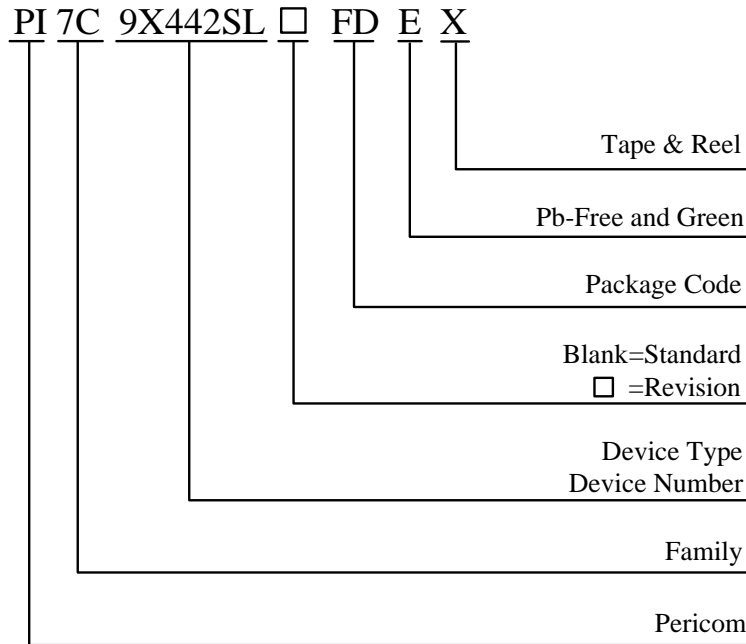 PI 7C 9X442SL □ FD E X
Tape & Reel
Pb-Free and Green
Package Code
Blank=Standard
□ =Revision
Device Type
Device Number
Family
Pericom